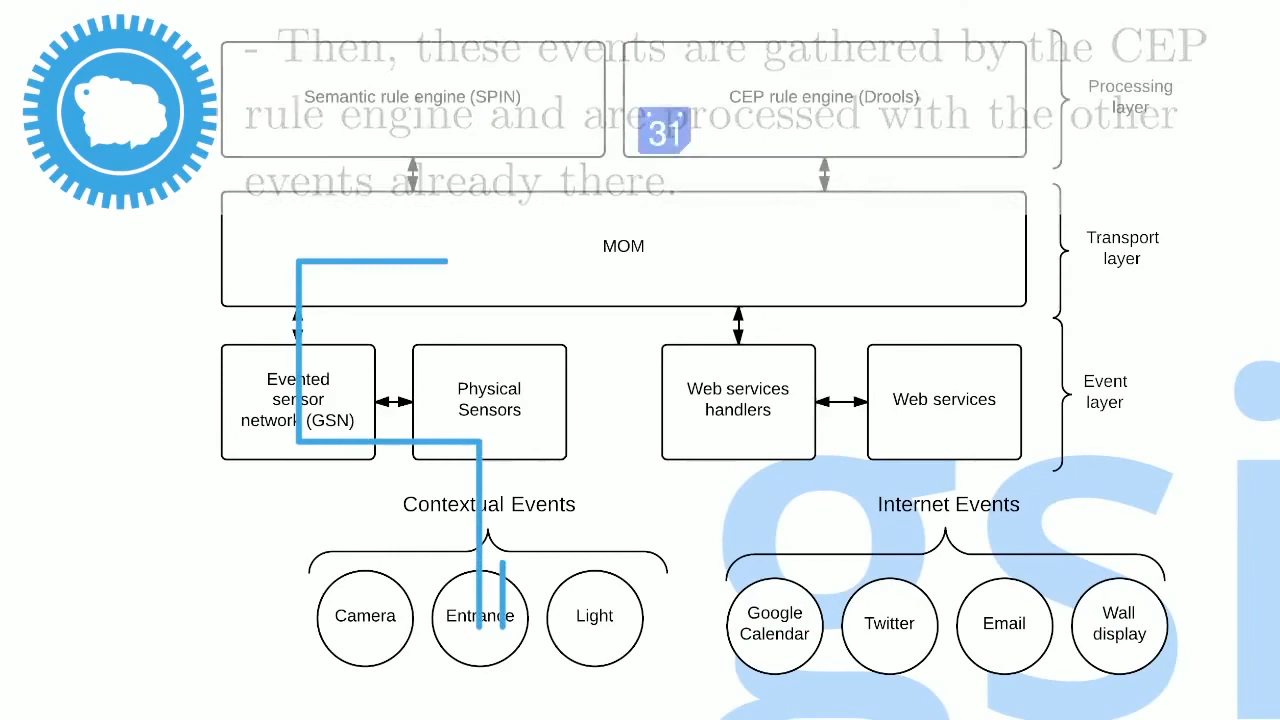 - Then, these events are gathered by the CEP
rule engine and are processed with the other
events already there.
Semantic rule engine (SPIN)
CEP rule engine (Drools)
31
Processing
layer
MOM
Transport
layer
Evented
sensor
network (GSN)
Physical
Sensors
Web services
handlers
Web services
Event
layer
Contextual Events
Internet Events
Camera
Entrance
Light
Google
Calendar
Twitter
Email
Wall
display
gsi